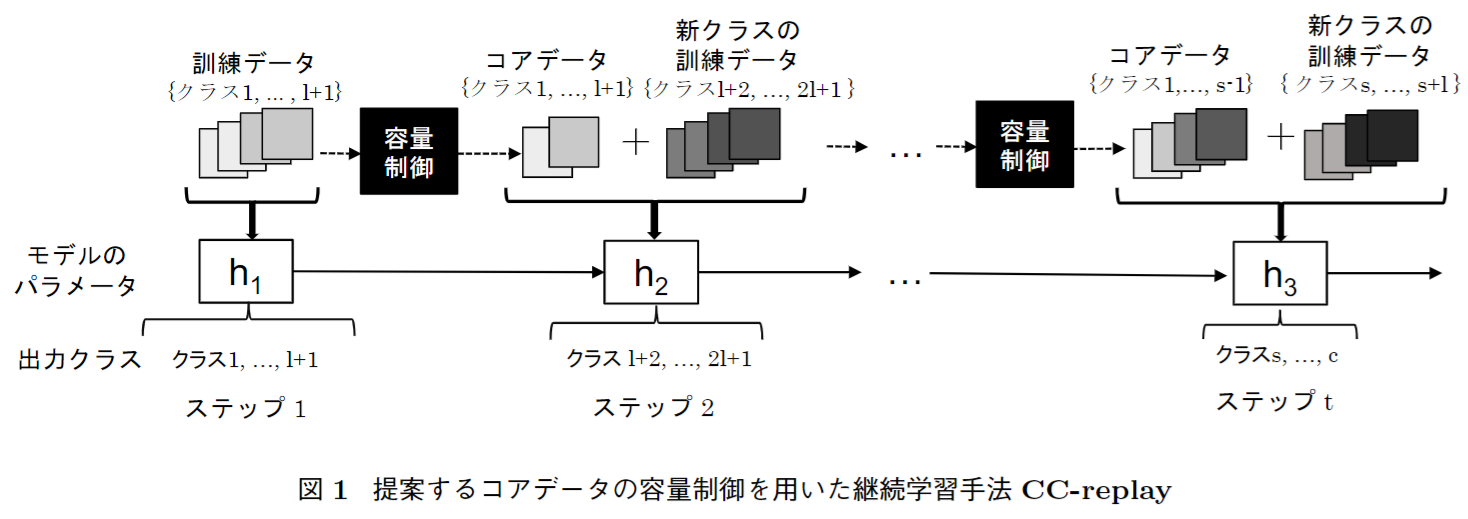 訓練データ
{クラス1, ... , l+1}
容量
制御
コアデータ
{クラス1, ..., l+1}
+
新クラスの
訓練データ
{クラスl+2, ..., 2l+1 }
...
容量
制御
コアデータ
{クラス1,..., s-1}
+
新クラスの
訓練データ
{ クラスs, ..., s+l }
モデルの
パラメータ
h1
h2
...
h3
出力クラス
クラス1, ..., l+1
クラス l+2, ..., 2l+1
クラスs, ..., c
ステップ 1
ステップ 2
ステップ t
図 1 提案するコアデータの容量制御を用いた継続学習手法 CC-replay